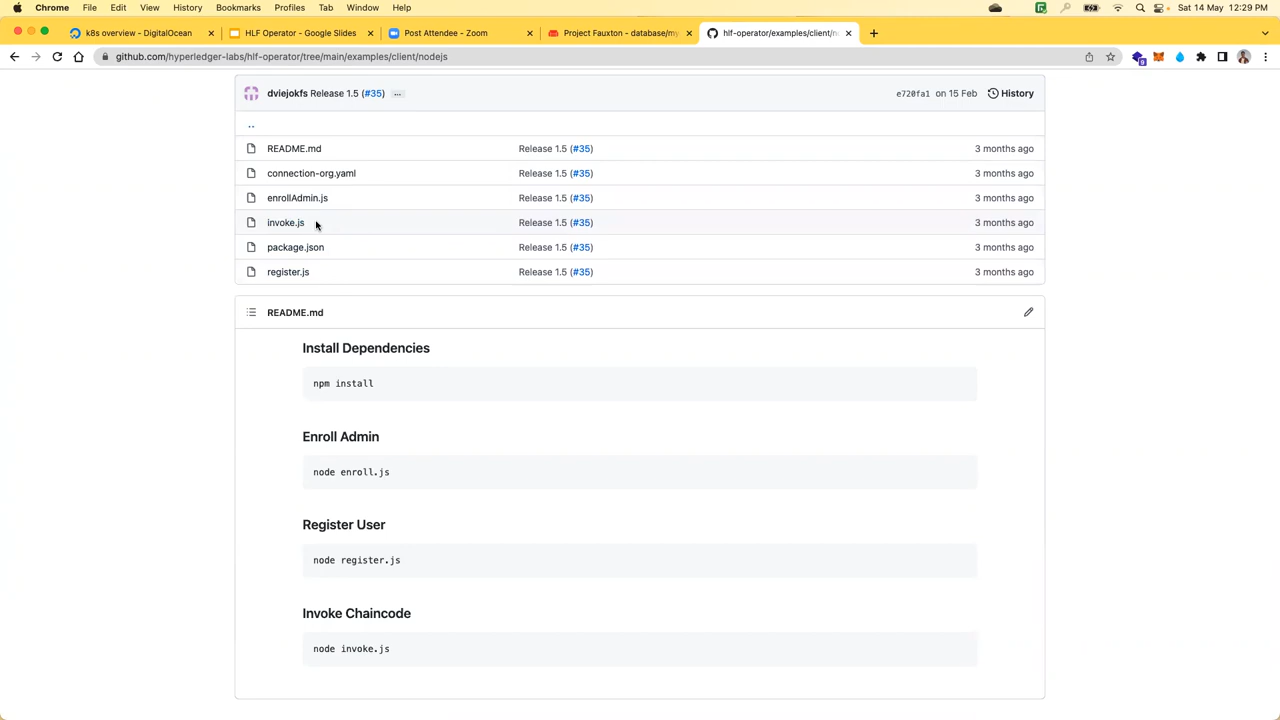 Chrome File Edit View History Bookmarks Profiles Tab Window Help Sat 14 May 12:29 PM
k8s overview - DigitalOcean HLF Operator - Google Slides Post Attendee - Zoom Project Fauxton - database/my hlf-operator/examples/client/n
github.com/hyperledger-labs/hlf-operator/tree/main/examples/client/nodejs
dviejokfs Release 1.5 (#35) ... e720fa1 on 15 Feb History
..
README.md Release 1.5 (#35) 3 months ago
connection-org.yaml Release 1.5 (#35) 3 months ago
enrollAdmin.js Release 1.5 (#35) 3 months ago
invoke.js Release 1.5 (#35) 3 months ago
package.json Release 1.5 (#35) 3 months ago
register.js Release 1.5 (#35) 3 months ago
README.md
Install Dependencies
npm install
Enroll Admin
node enroll.js
Register User
node register.js
Invoke Chaincode
node invoke.js